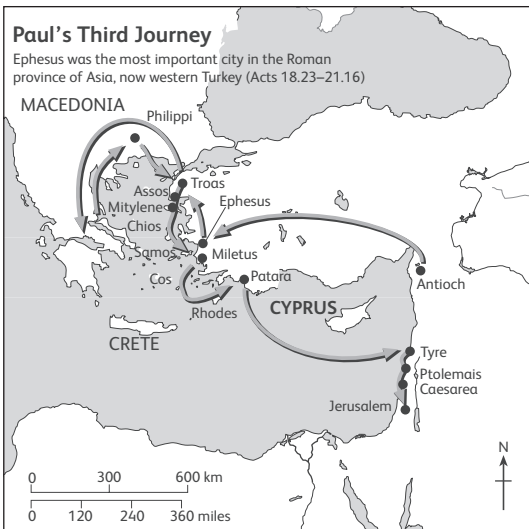 Paul's Third Journey
Ephesus was the most important city in the Roman
province of Asia, now western Turkey (Acts 18.23–21.16)
MACEDONIA
Philippi
Troas
Assos
Mitylene
Ephesus
Chios
Samos
Miletus
Cos
Patara
Antioch
Rhodes
CYPRUS
CRETE
Tyre
Ptolemais
Caesarea
Jerusalem
N
0 300 600 km
0 120 240 360 miles